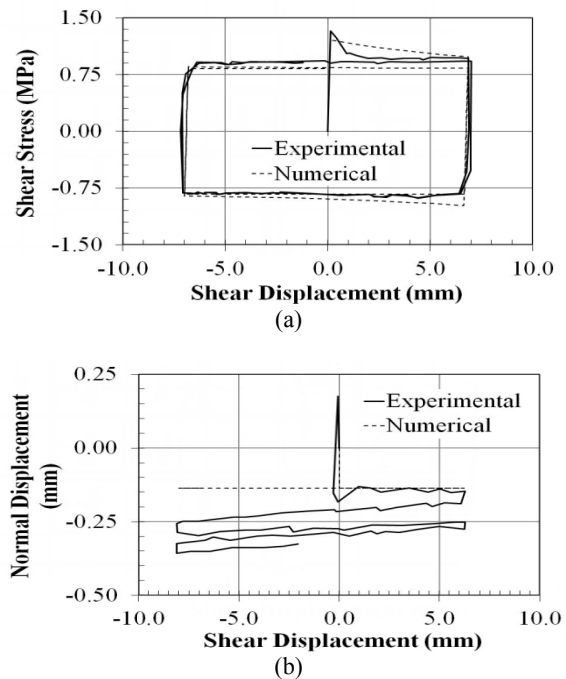 1.50
0.75
0.00
-0.75
-1.50
Shear Stress (MPa)
Experimental
Numerical
-10.0 -5.0 0.0 5.0 10.0
Shear Displacement (mm)
(a)
0.25
0.00
-0.25
-0.50
Normal Displacement
(mm)
Experimental
Numerical
-10.0 -5.0 0.0 5.0 10.0
Shear Displacement (mm)
(b)